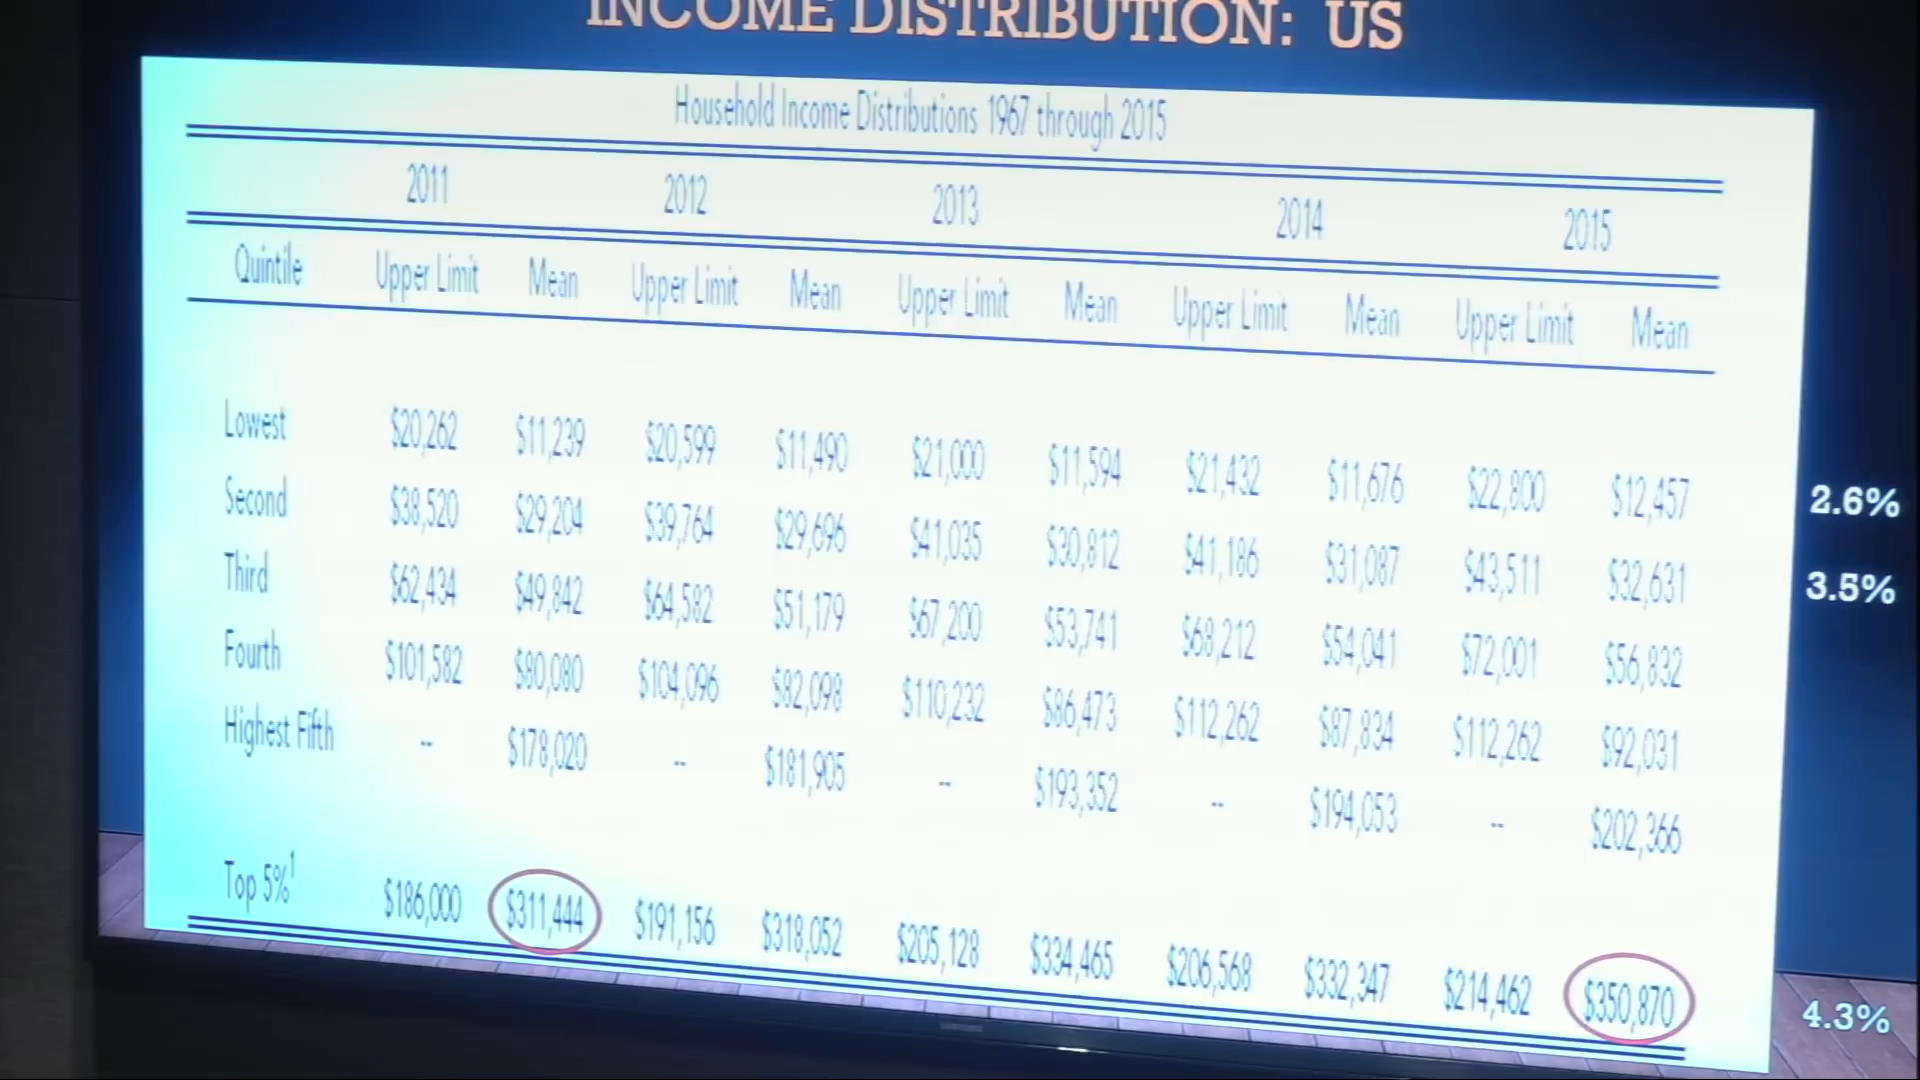 INCOME DISTRIBUTION: US
Household Income Distributions 1967 through 2015
2011 2012 2013 2014 2015
Quintile Upper Limit Mean Upper Limit Mean Upper Limit Mean Upper Limit Mean Upper Limit Mean
Lowest $20,262 $11,239 $20,599 $11,490 $21,000 $11,594 $21,432 $11,676 $22,800 $12,457 2.6%
Second $38,520 $29,204 $39,764 $29,696 $41,035 $30,812 $41,186 $31,087 $43,511 $32,631 3.5%
Third $62,434 $49,842 $64,582 $51,179 $67,200 $53,741 $68,212 $54,041 $72,001 $56,832
Fourth $101,582 $80,080 $104,096 $82,098 $110,232 $86,473 $112,262 $87,834 $112,262 $92,031
Highest Fifth -- $178,020 -- $181,905 -- $193,352 -- $194,053 -- $202,366
Top 5%¹ $186,000 $311,444 $191,156 $318,052 $205,128 $334,465 $206,568 $332,347 $214,462 $350,870 4.3%